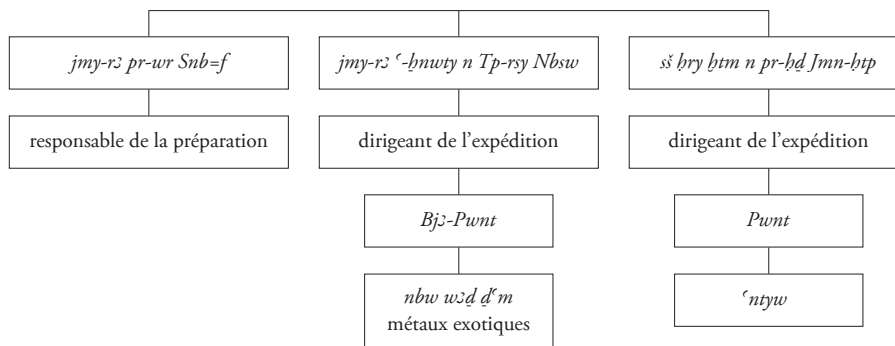 jmy-rꜣ pr-wr Snb=f
jmy-rꜣ ꜥ-ẖnwty n Tp-rsy Nbsw
sš ḥry ḫtm n pr-ḥḏ Jmn-ḥtp
responsable de la préparation
dirigeant de l’expédition
dirigeant de l’expédition
Bjꜣ-Pwnt
Pwnt
nbw wꜣḏ ḏꜥm
métaux exotiques
ꜥntyw